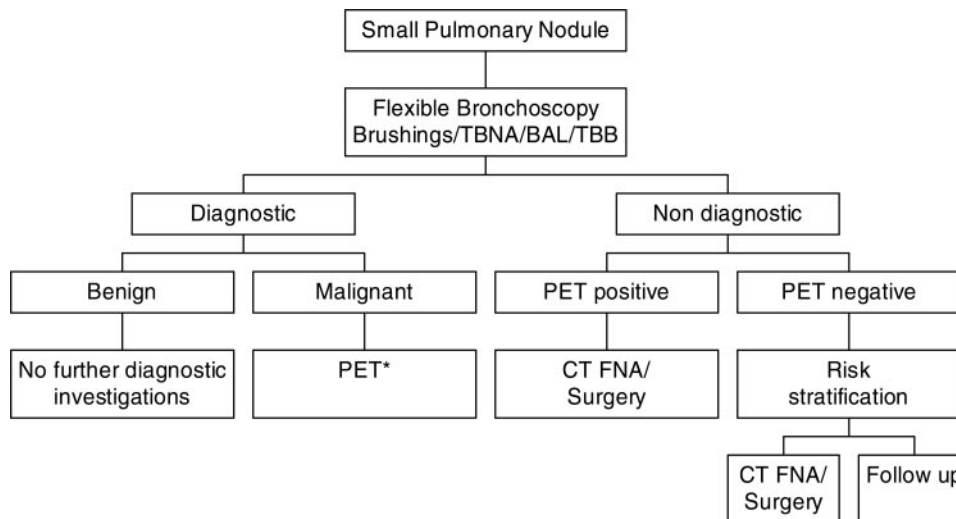 Small Pulmonary Nodule
Flexible Bronchoscopy
Brushings/TBNA/BAL/TBB
Diagnostic
Non diagnostic
Benign
Malignant
PET positive
PET negative
No further diagnostic
investigations
PET*
CT FNA/
Surgery
Risk
stratification
CT FNA/
Surgery
Follow up